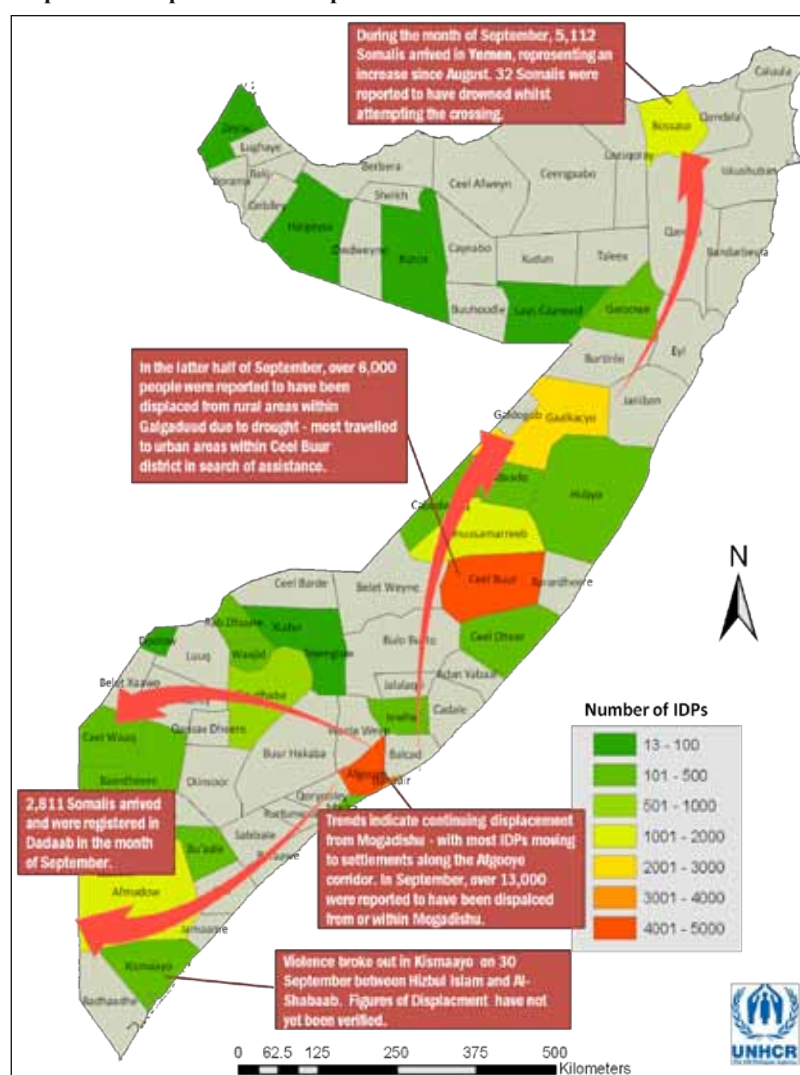 During the month of September, 5,112
Somalis arrived in Yemen, representing an
increase since August. 32 Somalis were
reported to have drowned whilst
attempting the crossing.
Caluula
Qandala
Bossaso
Lughaye
Berbera
Ceel Afweyn
Ceerigaabo
Laasqoray
Iskushuban
Borama
Baki
Gebiley
Sheikh
Hargeysa
Owdweyne
Burco
Caynabo
Xudun
Taleex
Bandarbeyla
Buuhoodle
Laas Caanood
Garoowe
In the latter half of September, over 6,000
people were reported to have been
displaced from rural areas within
Galgaduud due to drought - most travelled
to urban areas within Ceel Buur
district in search of assistance.
Burtinle
Eyl
Jariiban
Galdogob
Gaalkacyo
Hobyo
Ceel Buur
Ceel Barde
Belet Weyne
Ceel Dheer
N
Rab Dhuure
Xudur
Luuq
Waajid
Bulo Burto
Jalalaqsi
Adan Yabaal
Belet Xaawo
Qansax Dheere
Cadale
Ceel Waaq
Buur Hakaba
Balcad
Baardheere
Diinsoor
Qoryooley
2,811 Somalis arrived
and were registered in
Dadaab in the month
of September.
Trends indicate continuing displacement
from Mogadishu - with most IDPs moving
to settlements along the Afgooye
corridor. In September, over 13,000
were reported to have been dispalced
from or within Mogadishu.
Bu'aale
Sablaale
Afmadow
Jamaame
Kismaayo
Badhaadhe
Violence broke out in Kismaayo on 30
September between Hizbul Islam and Al-
Shabaab. Figures of Displacment have not
yet been verified.
Number of IDPs
13 - 100
101 - 500
501 - 1000
1001 - 2000
2001 - 3000
3001 - 4000
4001 - 5000
UNHCR
The UN Refugee Agency
0 62.5 125 250 375 500
Kilometers